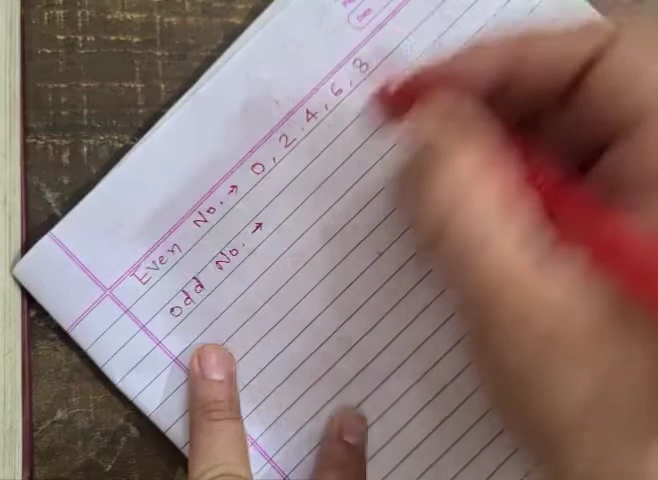 Even No. → 0, 2, 4, 6, 8
Odd No. →